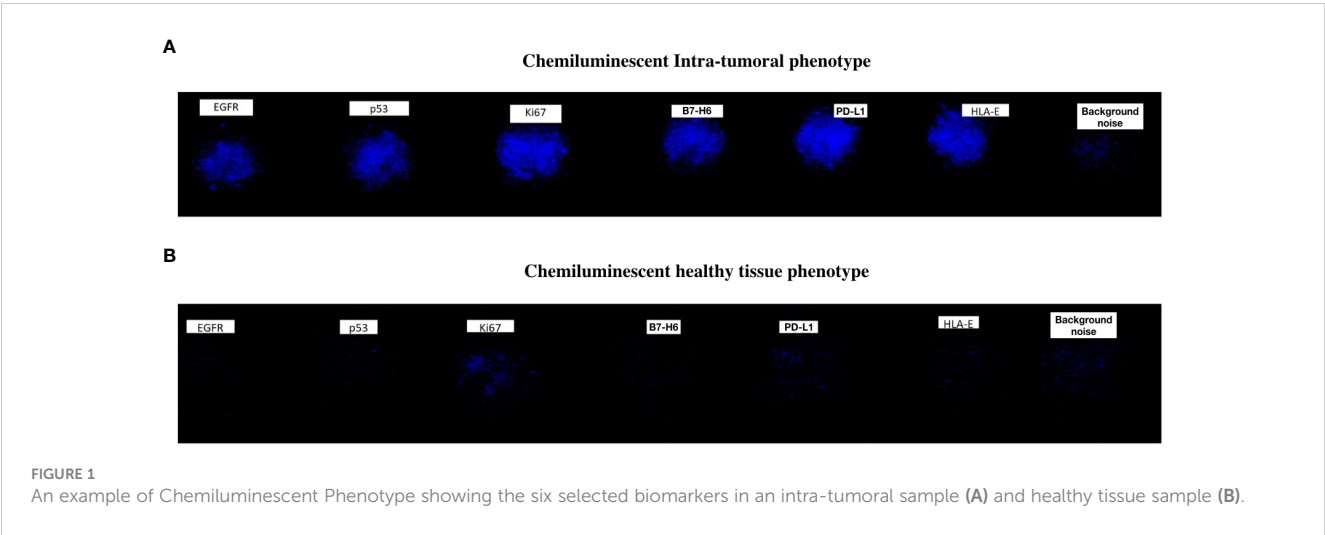 A
Chemiluminescent Intra-tumoral phenotype
EGFR p53 Ki67 B7-H6 PD-L1 HLA-E Background
noise
B
Chemiluminescent healthy tissue phenotype
EGFR p53 Ki67 B7-H6 PD-L1 HLA-E Background
noise
FIGURE 1
An example of Chemiluminescent Phenotype showing the six selected biomarkers in an intra-tumoral sample (A) and healthy tissue sample (B).